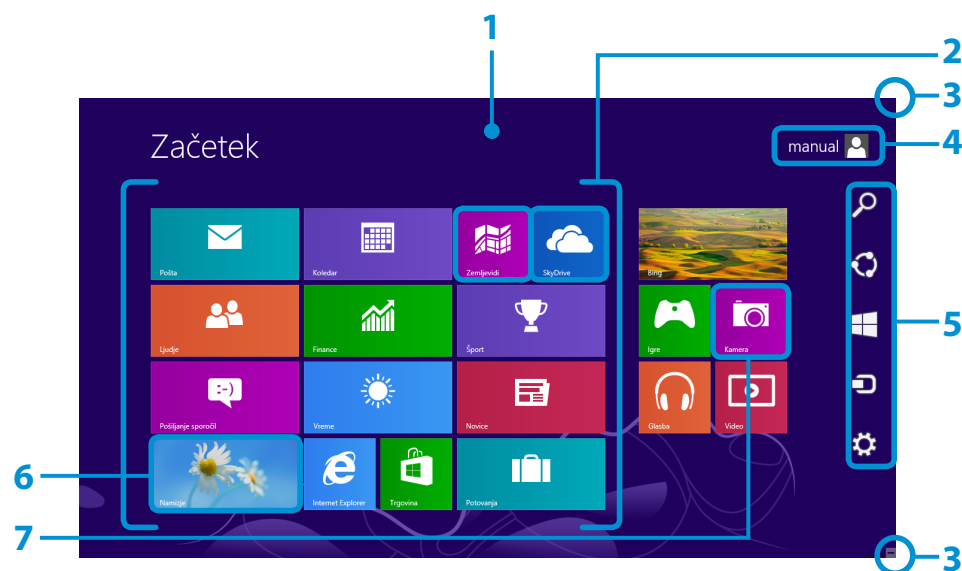 1
2
3
Začetek
manual
4
Pošta
Koledar
Zemljevidi
SkyDrive
Bing
Ljudje
Finance
Šport
Igre
Kamera
5
:-)
Pošiljanje sporočil
Vreme
Novice
Glasba
Video
6
Namizje
Internet Explorer
Trgovina
Potovanja
7
3